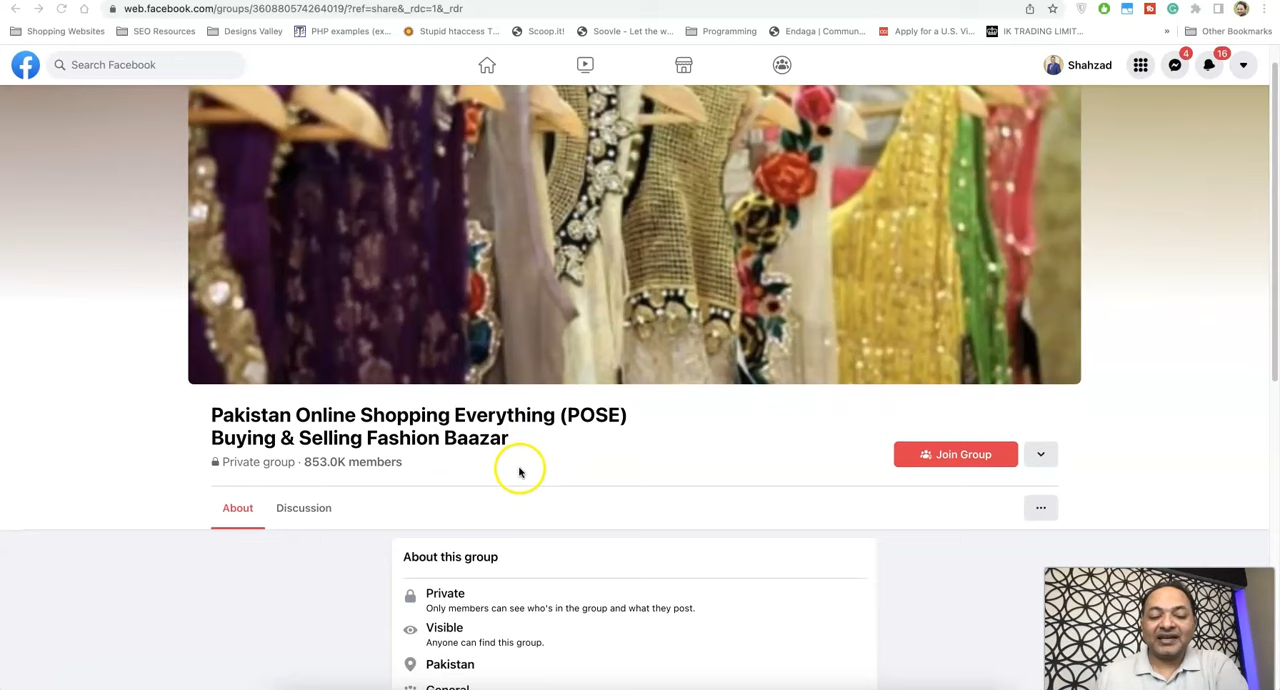 web.facebook.com/groups/360880574264019/?ref=share&_rdc=1&_rdr
Shopping Websites
SEO Resources
Designs Valley
PHP examples (ex...
Stupid htaccess T...
Scoop.it!
Soovle - Let the w...
Programming
Endaga | Commun...
Apply for a U.S. Vi...
IK TRADING LIMIT...
»
Other Bookmarks
Search Facebook
Shahzad
4
16
Pakistan Online Shopping Everything (POSE)
Buying & Selling Fashion Baazar
Private group · 853.0K members
Join Group
About
Discussion
About this group
Private
Only members can see who's in the group and what they post.
Visible
Anyone can find this group.
Pakistan
General